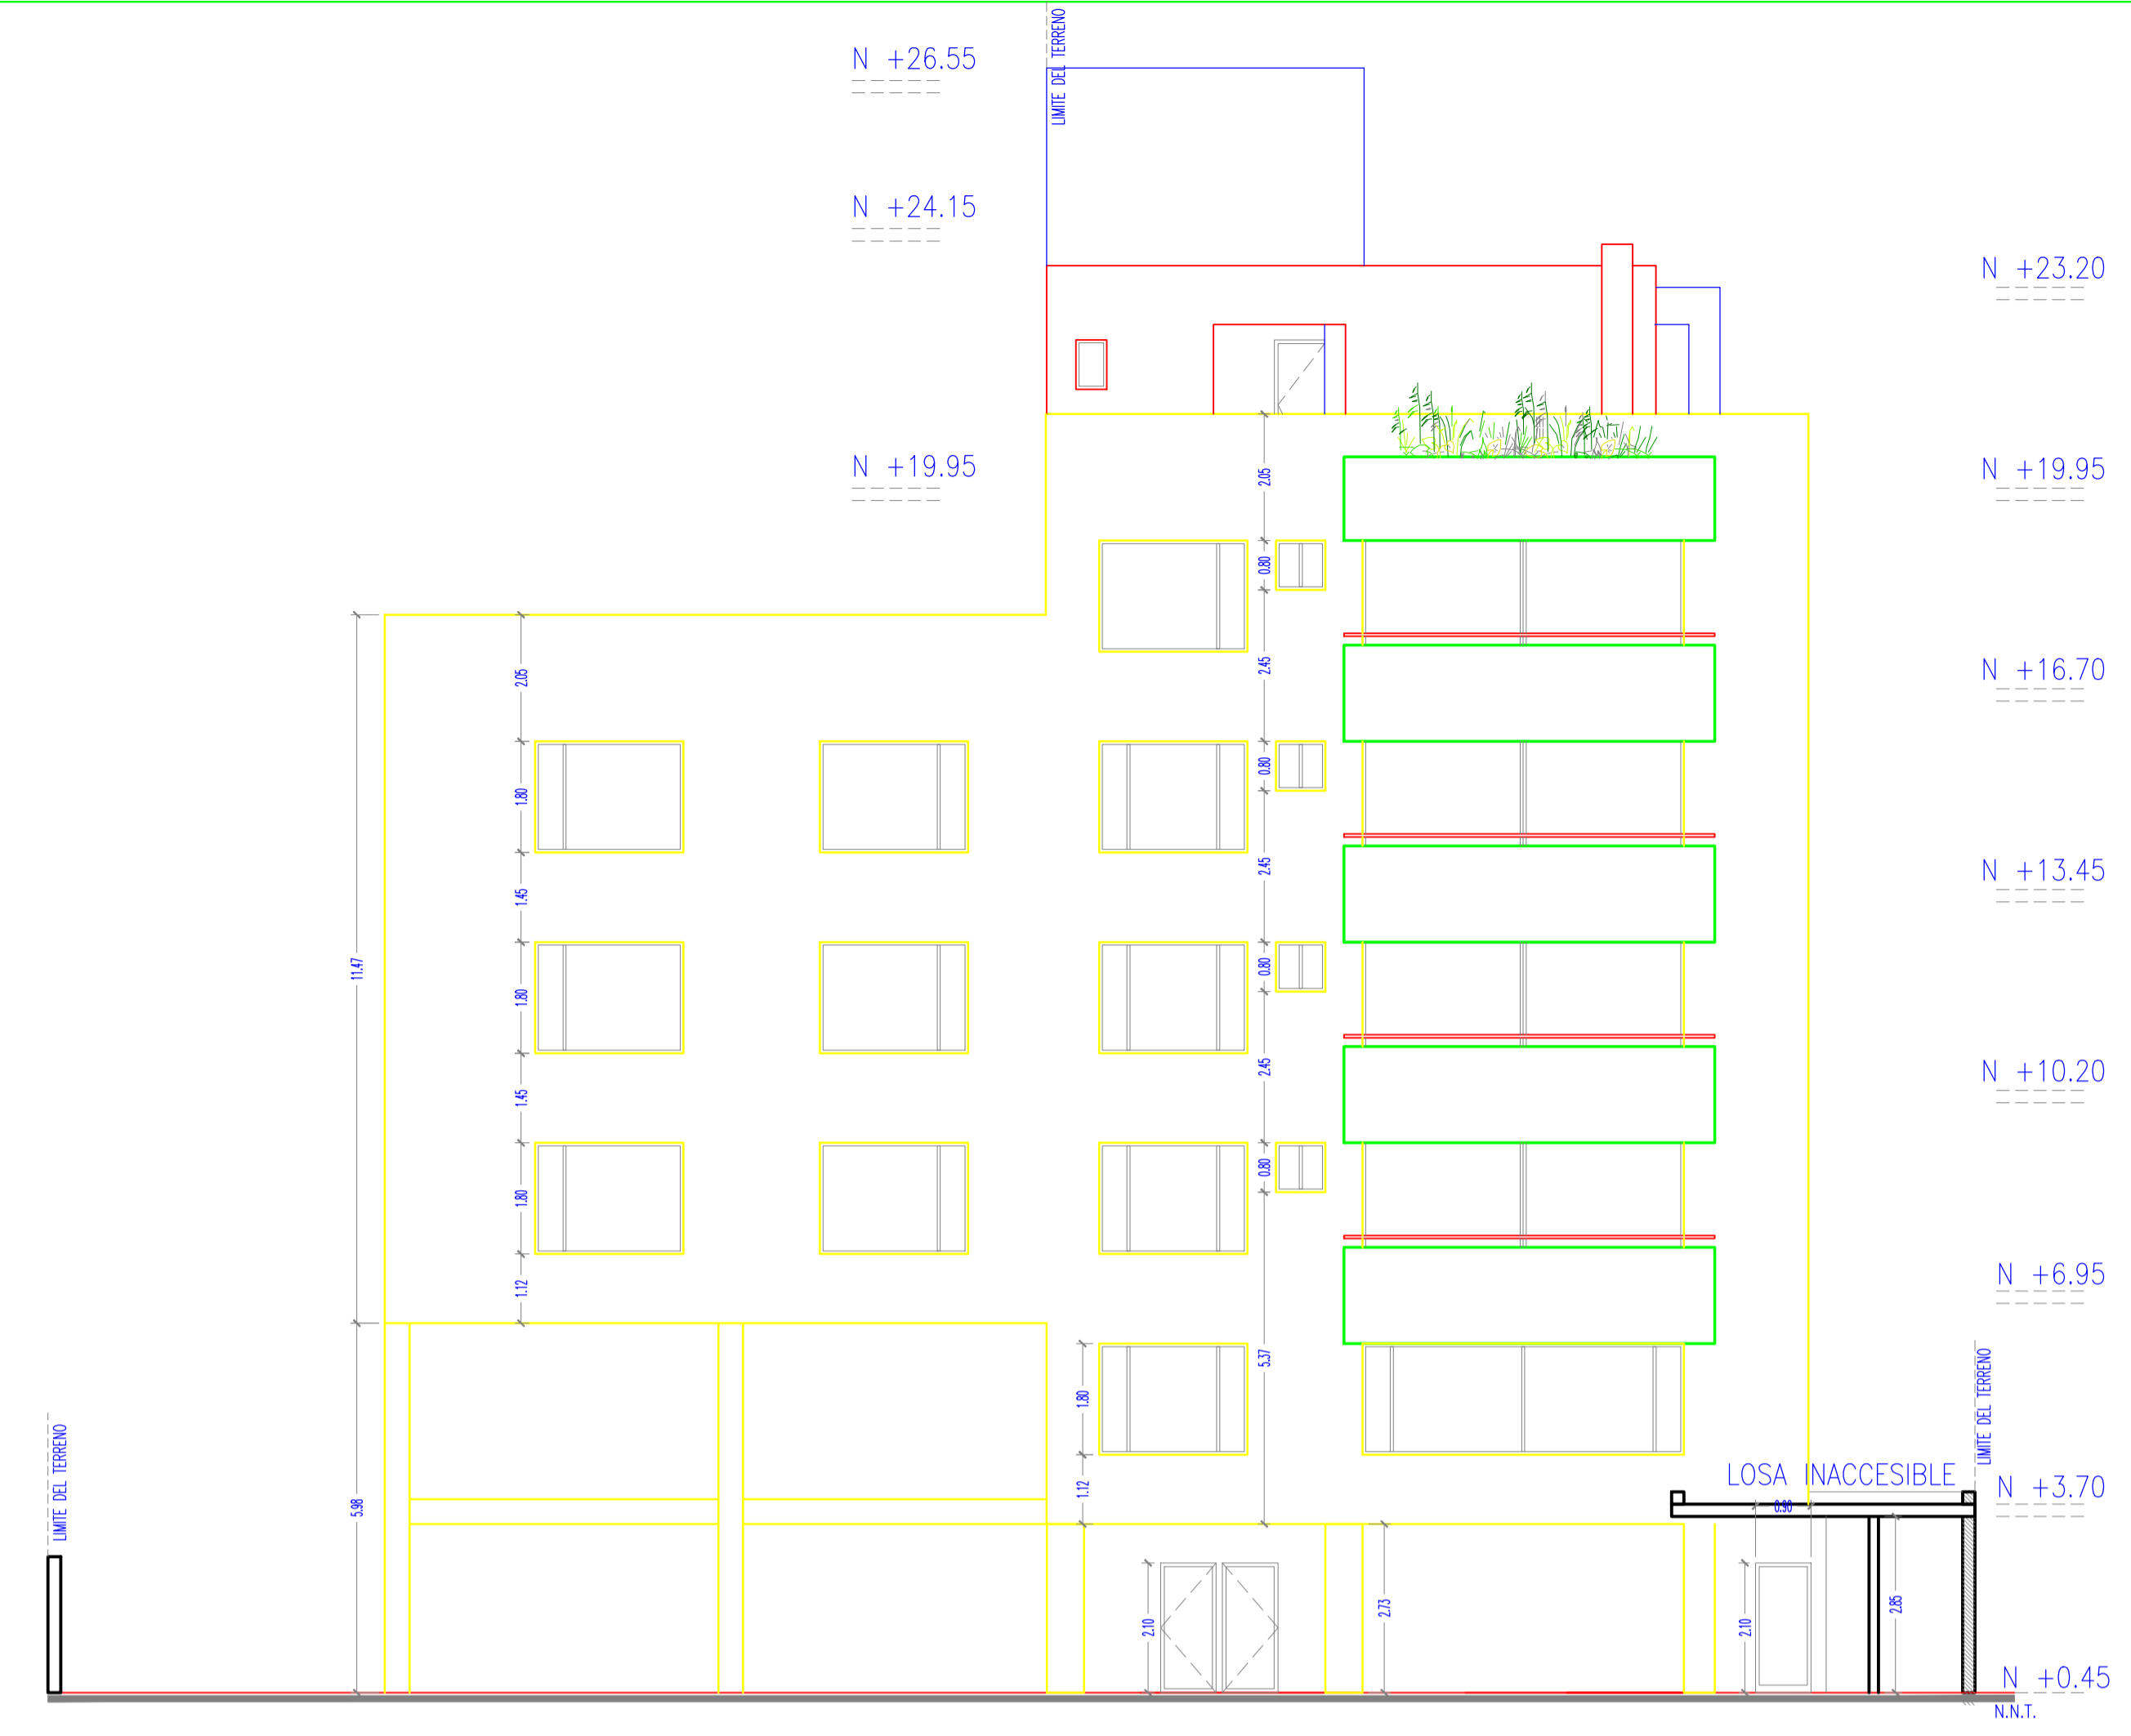 LIMITE DEL TERRENO
N +26.55
N +24.15
N +23.20
N +19.95
N +19.95
2.05
0.80
2.45
N +16.70
2.05
0.80
1.80
2.45
N +13.45
1.45
0.80
11.47
1.80
2.45
N +10.20
1.45
0.80
1.80
N +6.95
1.12
5.37
1.80
LIMITE DEL TERRENO
LIMITE DEL TERRENO
LOSA INACCESIBLE
N +3.70
1.12
5.98
0.90
2.73
2.85
2.10
2.10
N +0.45
N.N.T.